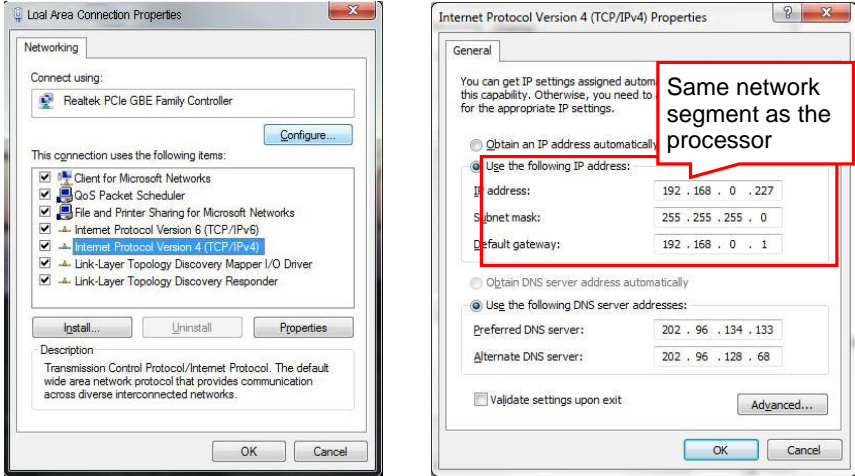 Loal Area Connection Properties
Networking
Connect using:
Realtek PCIe GBE Family Controller
Configure...
This connection uses the following items:
Client for Microsoft Networks
QoS Packet Scheduler
File and Printer Sharing for Microsoft Networks
Internet Protocol Version 6 (TCP/IPv6)
Internet Protocol Version 4 (TCP/IPv4)
Link-Layer Topology Discovery Mapper I/O Driver
Link-Layer Topology Discovery Responder
Install...
Uninstall
Properties
Description
Transmission Control Protocol/Internet Protocol. The default
wide area network protocol that provides communication
across diverse interconnected networks.
OK
Cancel
Internet Protocol Version 4 (TCP/IPv4) Properties
General
You can get IP settings assigned autom
this capability. Otherwise, you need to
for the appropriate IP settings.
Same network
segment as the
processor
Obtain an IP address automatically
Use the following IP address:
IP address:
192 . 168 . 0 . 227
Subnet mask:
255 . 255 . 255 . 0
Default gateway:
192 . 168 . 0 . 1
Obtain DNS server address automatically
Use the following DNS server addresses:
Preferred DNS server:
202 . 96 . 134 . 133
Alternate DNS server:
202 . 96 . 128 . 68
Validate settings upon exit
Advanced...
OK
Cancel